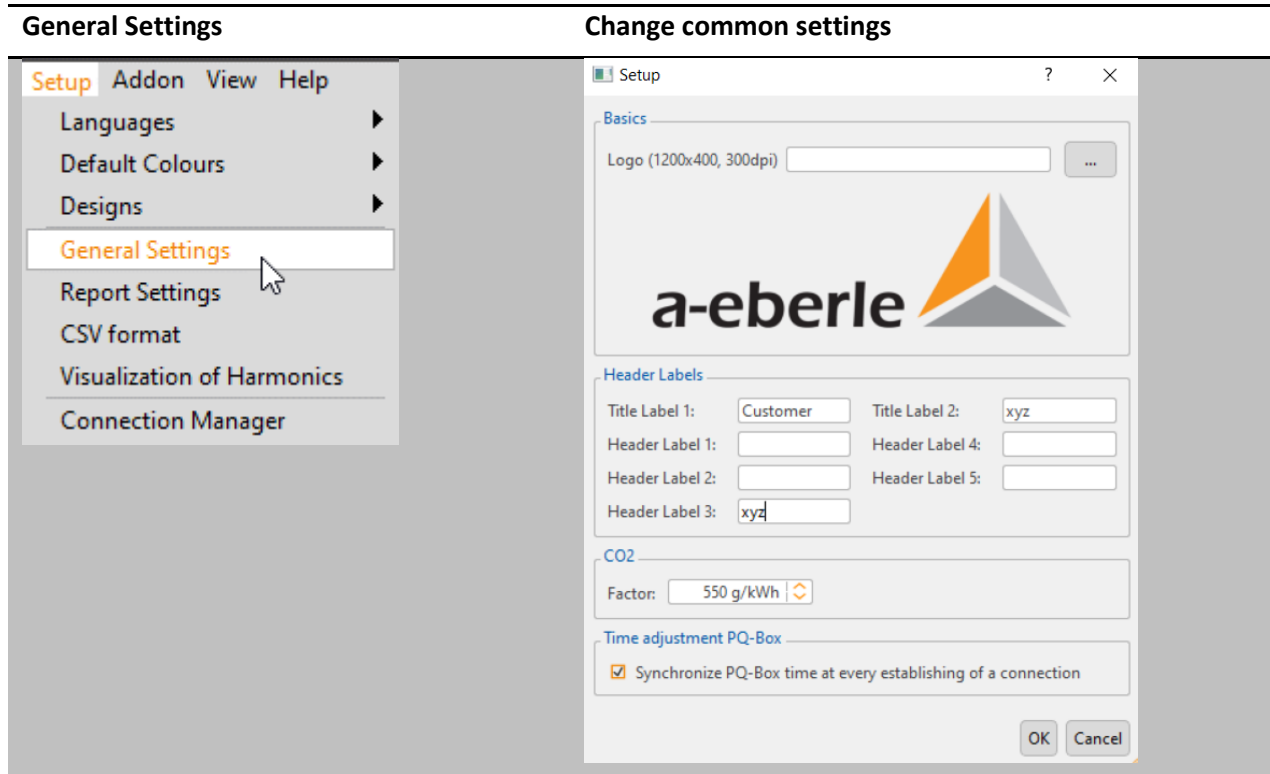 General Settings
Change common settings
Setup Addon View Help
Languages
Default Colours
Designs
General Settings
Report Settings
CSV format
Visualization of Harmonics
Connection Manager
Setup ? ×
Basics
Logo (1200x400, 300dpi) ...
a-eberle
Header Labels
Title Label 1: Customer Title Label 2: xyz
Header Label 1: Header Label 4:
Header Label 2: Header Label 5:
Header Label 3: xyz
CO2
Factor: 550 g/kWh
Time adjustment PQ-Box
Synchronize PQ-Box time at every establishing of a connection
OK Cancel